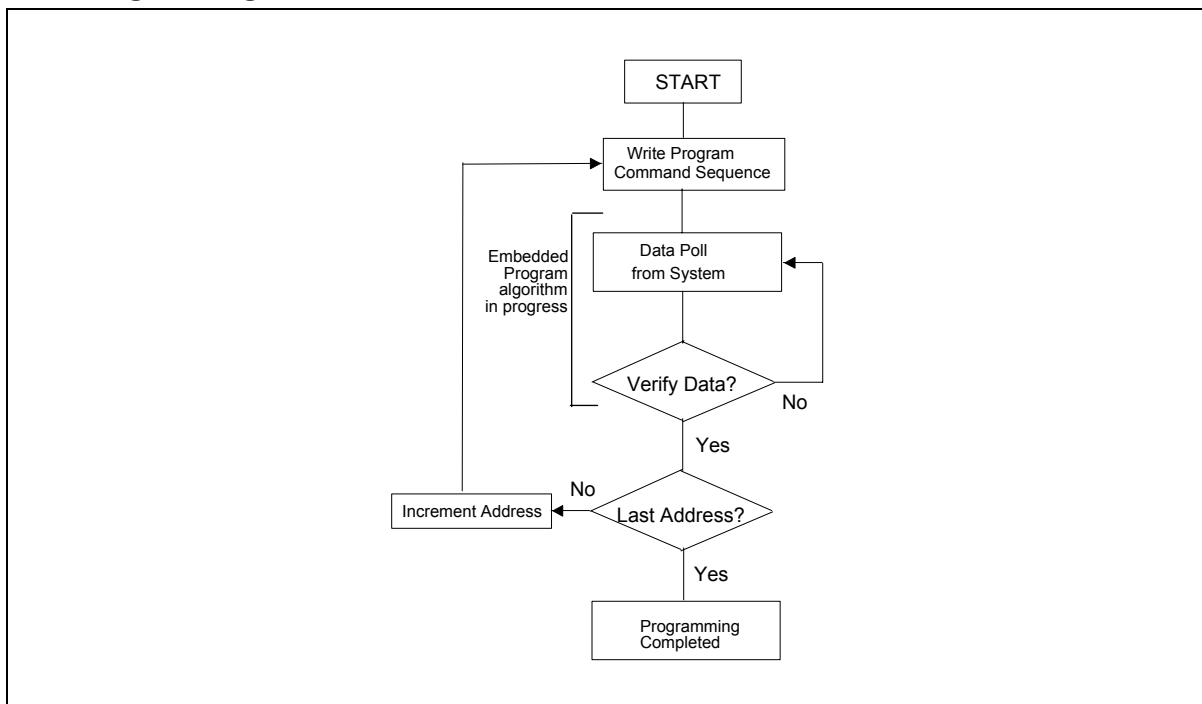 START
Write Program
Command Sequence
Embedded
Program
algorithm
in progress
Data Poll
from System
Verify Data?
No
Yes
No
Increment Address
Last Address?
Yes
Programming
Completed